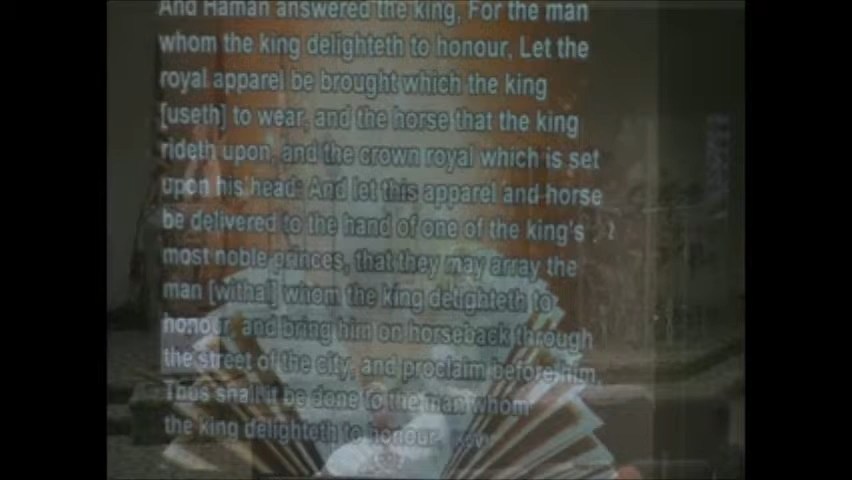 And Haman answered the king, For the man
whom the king delighteth to honour, Let the
royal apparel be brought which the king
[useth] to wear, and the horse that the king
rideth upon, and the crown royal which is set
upon his head: And let this apparel and horse
be delivered to the hand of one of the king's
most noble princes, that they may array the
man [withal] whom the king delighteth to
honour, and bring him on horseback through
the street of the city, and proclaim before him,
Thus shall it be done to the man whom
the king delighteth to honour.